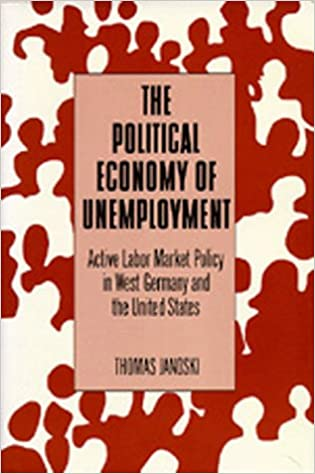 THE
POLITICAL
ECONOMY OF
UNEMPLOYMENT
Active Labor Market Policy
in West Germany and
the United States
THOMAS JANOSKI